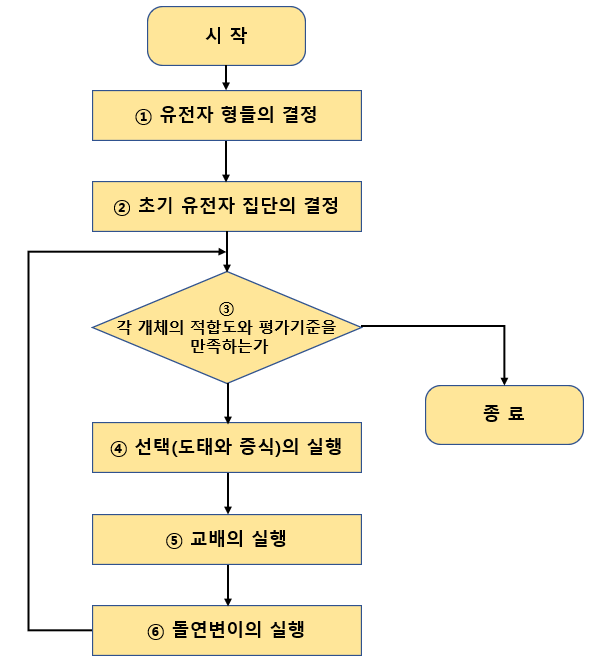 시 작
① 유전자 형들의 결정
② 초기 유전자 집단의 결정
③
각 개체의 적합도와 평가기준을
만족하는가
종 료
④ 선택(도태와 증식)의 실행
⑤ 교배의 실행
⑥ 돌연변이의 실행